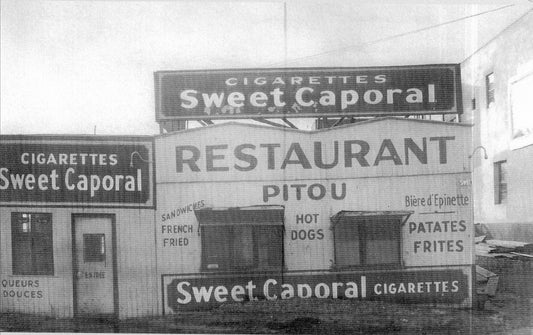 CIGARETTES
Sweet Caporal
CIGARETTES
Sweet Caporal
RESTAURANT
PITOU
SANDWICHES
FRENCH
FRIED
HOT
DOGS
Bière d'Epinette
PATATES
FRITES
LIQUEURS
DOUCES
Sweet Caporal CIGARETTES